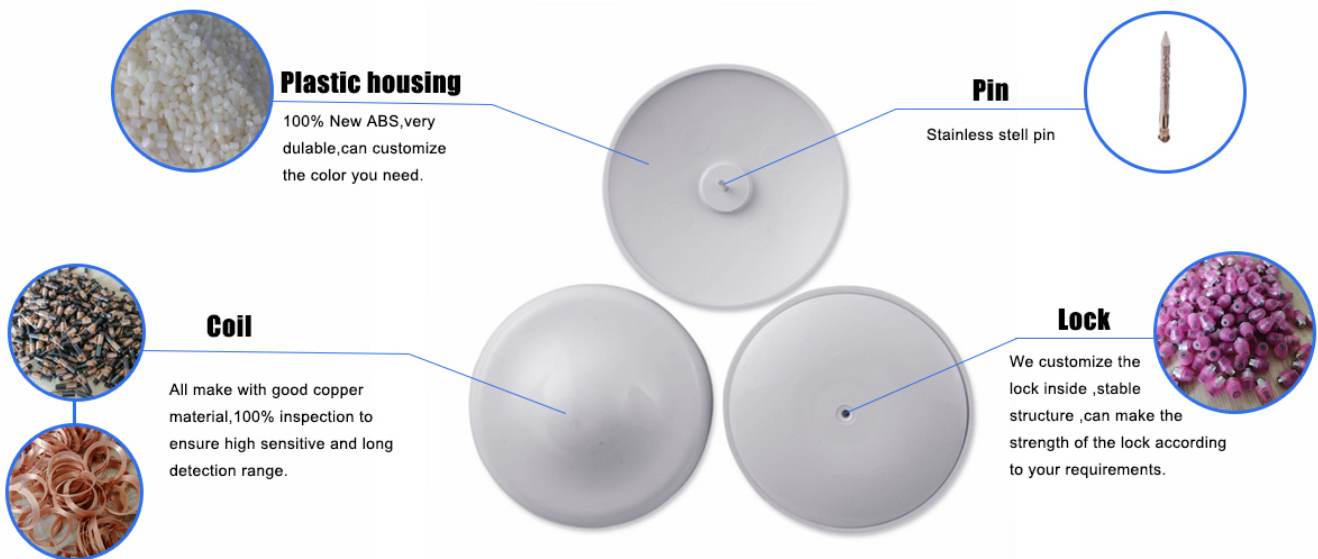 Plastic housing
100% New ABS,very
dulable,can customize
the color you need.
Pin
Stainless stell pin
Coil
All make with good copper
material,100% inspection to
ensure high sensitive and long
detection range.
Lock
We customize the
lock inside ,stable
structure ,can make the
strength of the lock according
to your requirements.